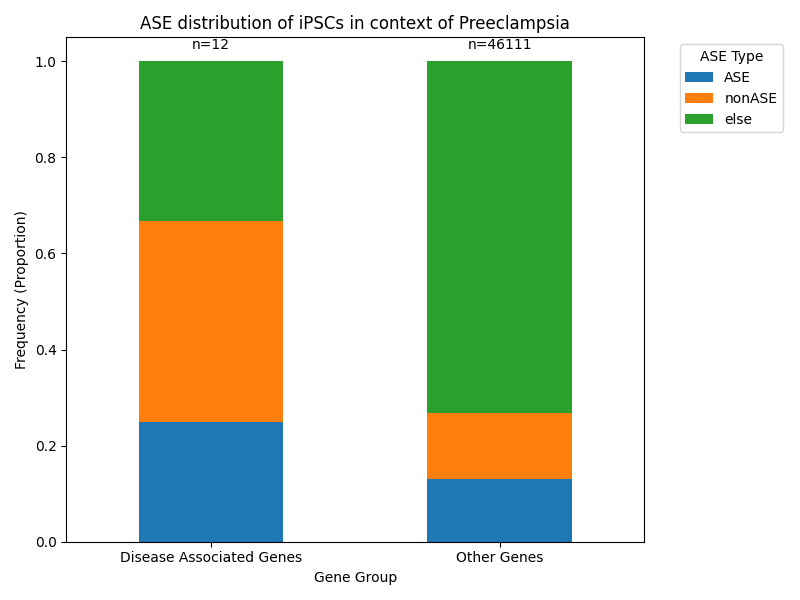 ASE distribution of iPSCs in context of Preeclampsia
n=12
n=46111
ASE Type
ASE
nonASE
else
1.0
0.8
0.6
0.4
0.2
0.0
Frequency (Proportion)
Disease Associated Genes
Other Genes
Gene Group